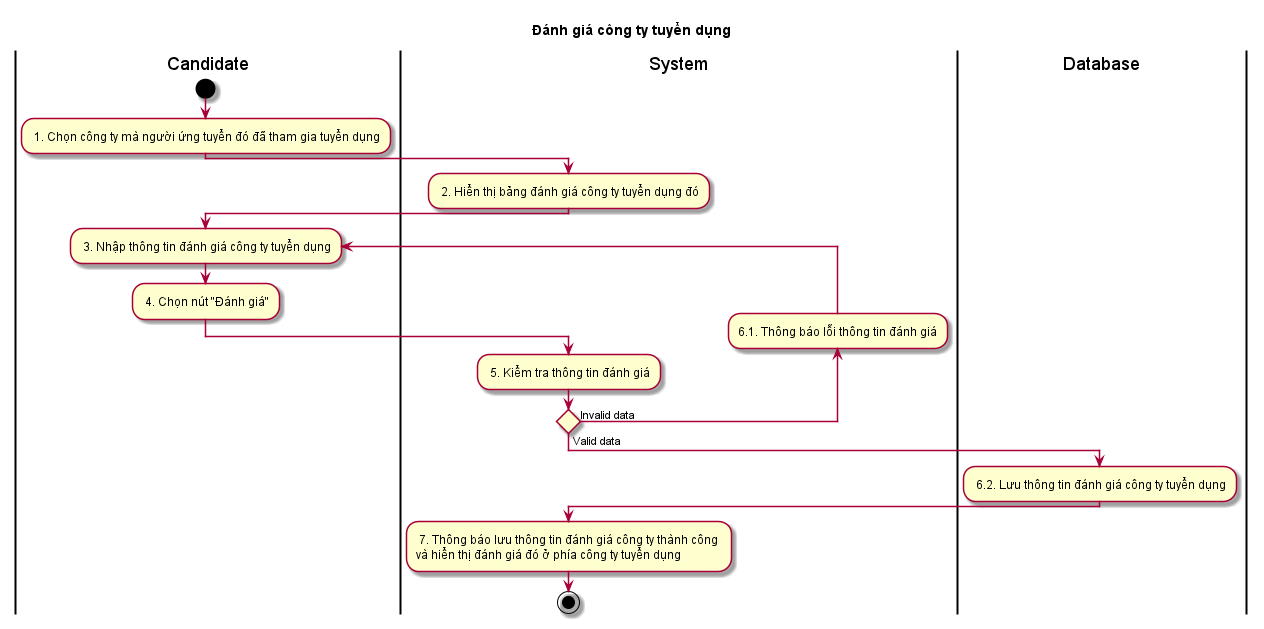 Đánh giá công ty tuyển dụng
Candidate
System
Database
1. Chọn công ty mà người ứng tuyển đó đã tham gia tuyển dụng
2. Hiển thị bảng đánh giá công ty tuyển dụng đó
3. Nhập thông tin đánh giá công ty tuyển dụng
4. Chọn nút "Đánh giá"
6.1. Thông báo lỗi thông tin đánh giá
5. Kiểm tra thông tin đánh giá
Invalid data
Valid data
6.2. Lưu thông tin đánh giá công ty tuyển dụng
7. Thông báo lưu thông tin đánh giá công ty thành công
và hiển thị đánh giá đó ở phía công ty tuyển dụng